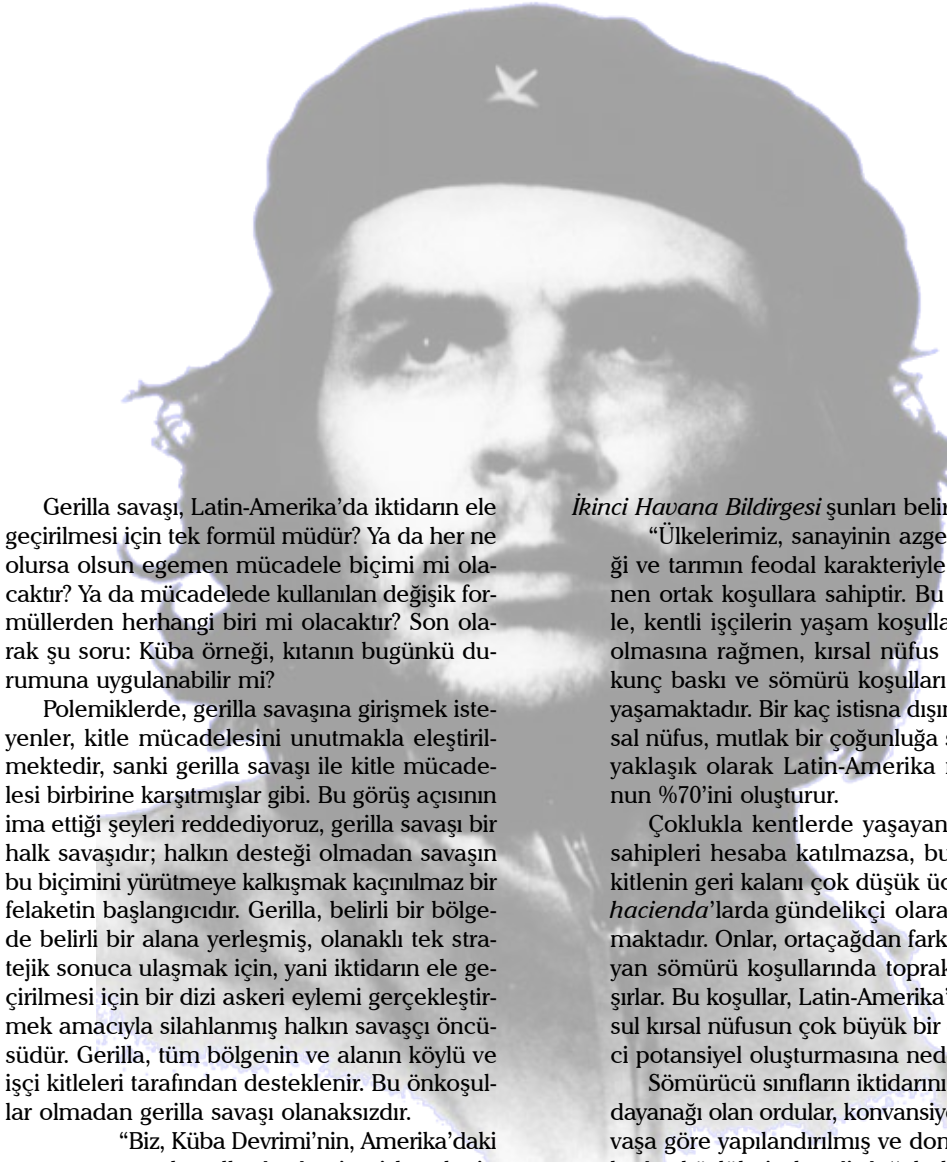 Gerilla savaşı, Latin-Amerika’da iktidarın ele
geçirilmesi için tek formül müdür? Ya da her ne
olursa olsun egemen mücadele biçimi mi ola-
caktır? Ya da mücadelede kullanılan değişik for-
müllerden herhangi biri mi olacaktır? Son ola-
rak şu soru: Küba örneği, kıtanın bugünkü du-
rumuna uygulanabilir mi?
Polemiklerde, gerilla savaşına girişmek iste-
yenler, kitle mücadelesini unutmakla eleştiril-
mektedir, sanki gerilla savaşı ile kitle mücade-
lesi birbirine karşıtmışlar gibi. Bu görüş açısının
ima ettiği şeyleri reddediyoruz, gerilla savaşı bir
halk savaşıdır; halkın desteği olmadan savaşın
bu biçimini yürütmeye kalkışmak kaçınılmaz bir
felaketin başlangıcıdır. Gerilla, belirli bir bölge-
de belirli bir alana yerleşmiş, olanaklı tek stra-
tejik sonuca ulaşmak için, yani iktidarın ele ge-
çirilmesi için bir dizi askeri eylemi gerçekleştir-
mek amacıyla silahlanmış halkın savaşçı öncü-
südür. Gerilla, tüm bölgenin ve alanın köylü ve
işçi kitleleri tarafından desteklenir. Bu önkoşul-
lar olmadan gerilla savaşı olanaksızdır.
“Biz, Küba Devrimi’nin, Amerika’daki
İkinci Havana Bildirgesi şunları belir
“Ülkelerimiz, sanayinin azge
ği ve tarımın feodal karakteriyle
nen ortak koşullara sahiptir. Bu
le, kentli işçilerin yaşam koşulla
olmasına rağmen, kırsal nüfus
kunç baskı ve sömürü koşulları
yaşamaktadır. Bir kaç istisna dışın
sal nüfus, mutlak bir çoğunluğa s
yaklaşık olarak Latin-Amerika
nun %70’ini oluşturur.
Çoklukla kentlerde yaşayan
sahipleri hesaba katılmazsa, bu
kitlenin geri kalanı çok düşük üc
hacienda’larda gündelikçi olara
maktadır. Onlar, ortaçağdan fark
yan sömürü koşullarında toprak
şırlar. Bu koşullar, Latin-Amerika’
sul kırsal nüfusun çok büyük bir
ci potansiyel oluşturmasına nede
Sömürücü sınıfların iktidarını
dayanağı olan ordular, konvansiy
vaşa göre yapılandırılmış ve don